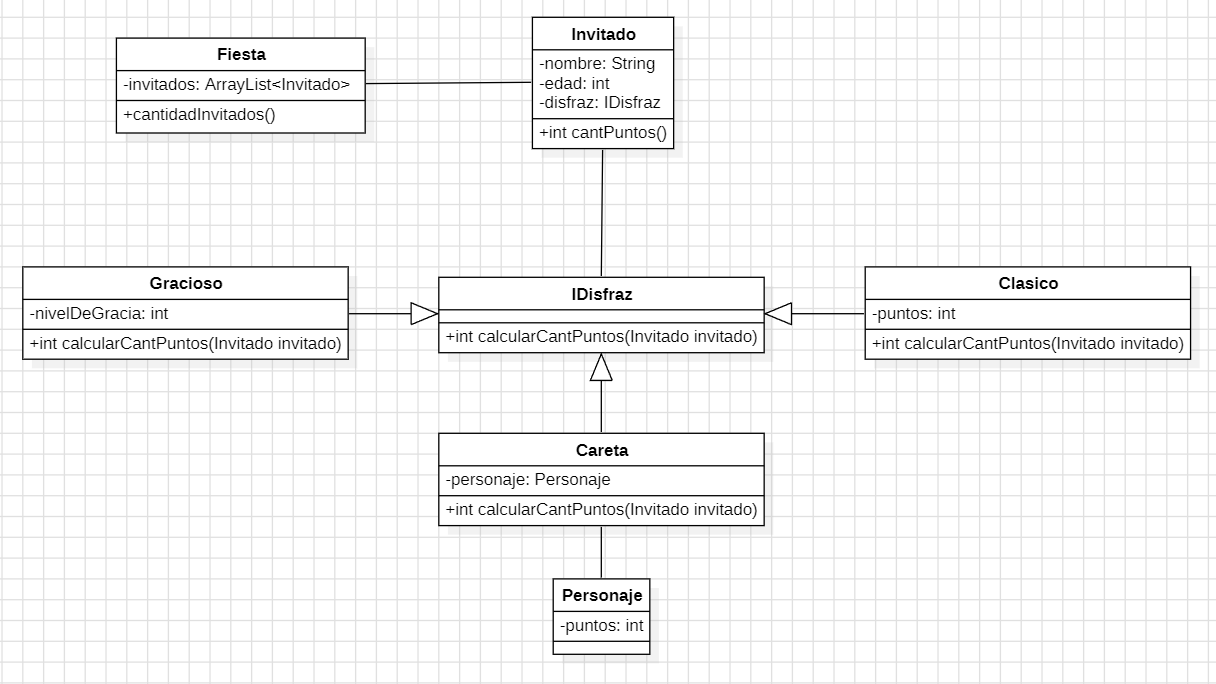 Fiesta
-invitados: ArrayList<Invitado>
+cantidadInvitados()
Invitado
-nombre: String
-edad: int
-disfraz: IDisfraz
+int cantPuntos()
Gracioso
-nivelDeGracia: int
+int calcularCantPuntos(Invitado invitado)
IDisfraz
+int calcularCantPuntos(Invitado invitado)
Clasico
-puntos: int
+int calcularCantPuntos(Invitado invitado)
Careta
-personaje: Personaje
+int calcularCantPuntos(Invitado invitado)
Personaje
-puntos: int